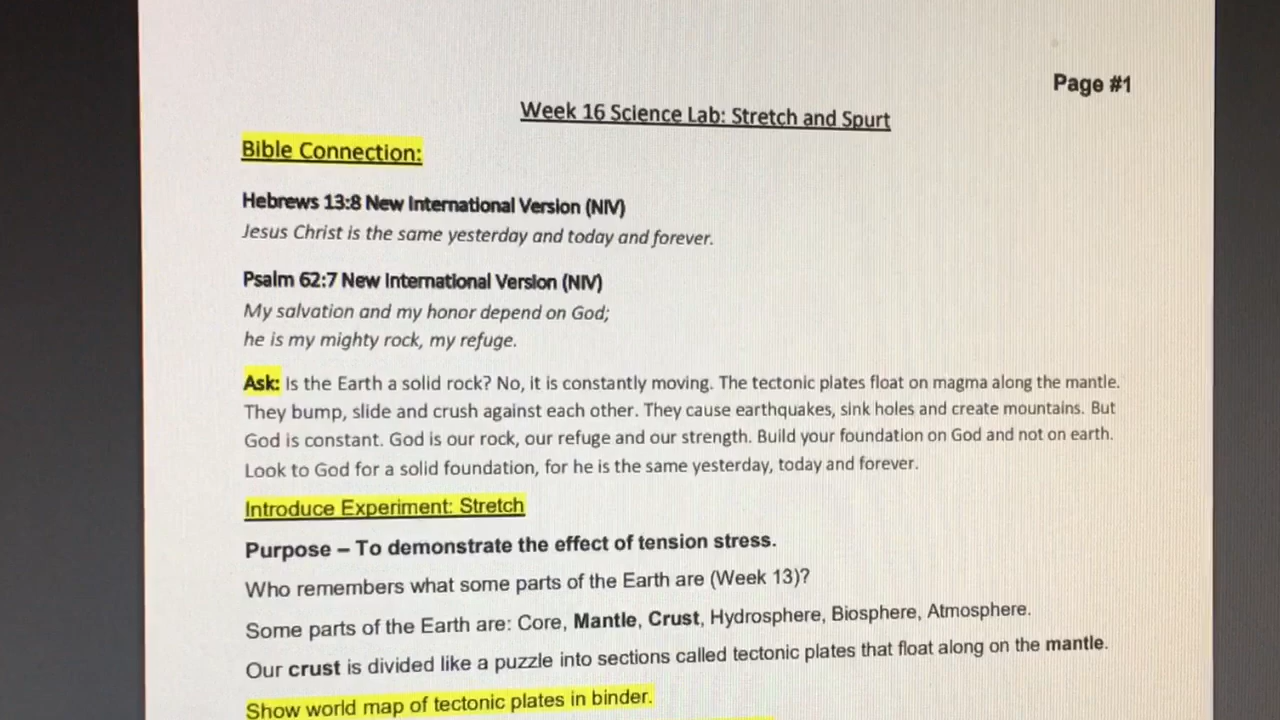 Page #1
Week 16 Science Lab: Stretch and Spurt
Bible Connection:
Hebrews 13:8 New International Version (NIV)
Jesus Christ is the same yesterday and today and forever.
Psalm 62:7 New International Version (NIV)
My salvation and my honor depend on God;
he is my mighty rock, my refuge.
Ask: Is the Earth a solid rock? No, it is constantly moving. The tectonic plates float on magma along the mantle.
They bump, slide and crush against each other. They cause earthquakes, sink holes and create mountains. But
God is constant. God is our rock, our refuge and our strength. Build your foundation on God and not on earth.
Look to God for a solid foundation, for he is the same yesterday, today and forever.
Introduce Experiment: Stretch
Purpose – To demonstrate the effect of tension stress.
Who remembers what some parts of the Earth are (Week 13)?
Some parts of the Earth are: Core, Mantle, Crust, Hydrosphere, Biosphere, Atmosphere.
Our crust is divided like a puzzle into sections called tectonic plates that float along on the mantle.
Show world map of tectonic plates in binder.